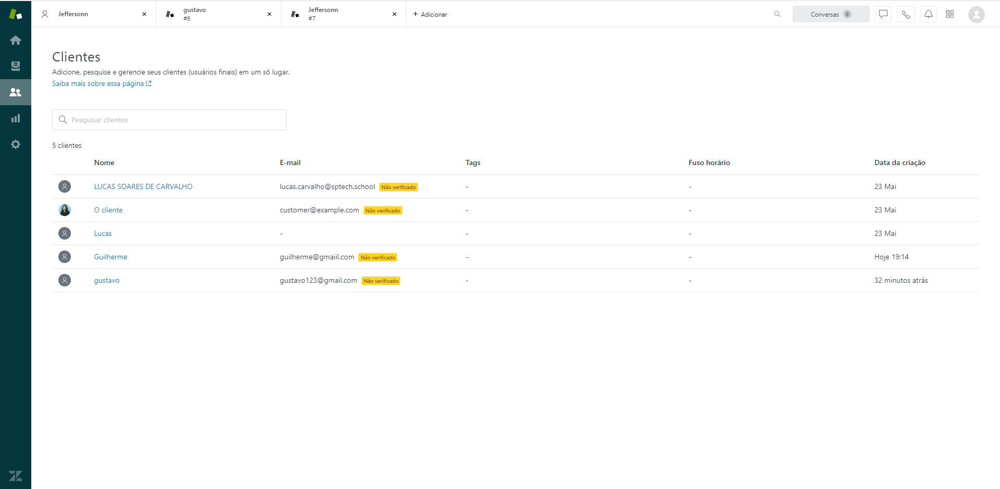 Jeffersonn
gustavo
#6
Jeffersonn
#7
+ Adicionar
Conversas 0
Clientes
Adicione, pesquise e gerencie seus clientes (usuários finais) em um só lugar.
Saiba mais sobre essa página
Pesquisar clientes
5 clientes
Nome E-mail Tags Fuso horário Data da criação
LUCAS SOARES DE CARVALHO lucas.carvalho@sptech.school Não verificado - - 23 Mai
O cliente customer@example.com Não verificado - - 23 Mai
Lucas - - - 23 Mai
Guilherme guilherme@gmaiil.com Não verificado - - Hoje 19:14
gustavo gustavo123@gmail.com Não verificado - - 32 minutos atrás